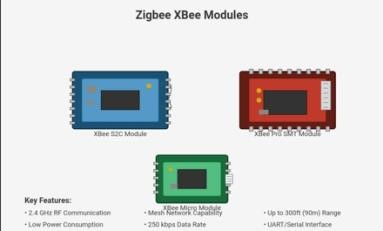 Zigbee XBee Modules
XBee S2C Module
XBee Pro SMT Module
XBee Micro Module
Key Features:
• 2.4 GHz RF Communication
• Mesh Network Capability
• Up to 300ft (90m) Range
• Low Power Consumption
• 250 kbps Data Rate
• UART/Serial Interface